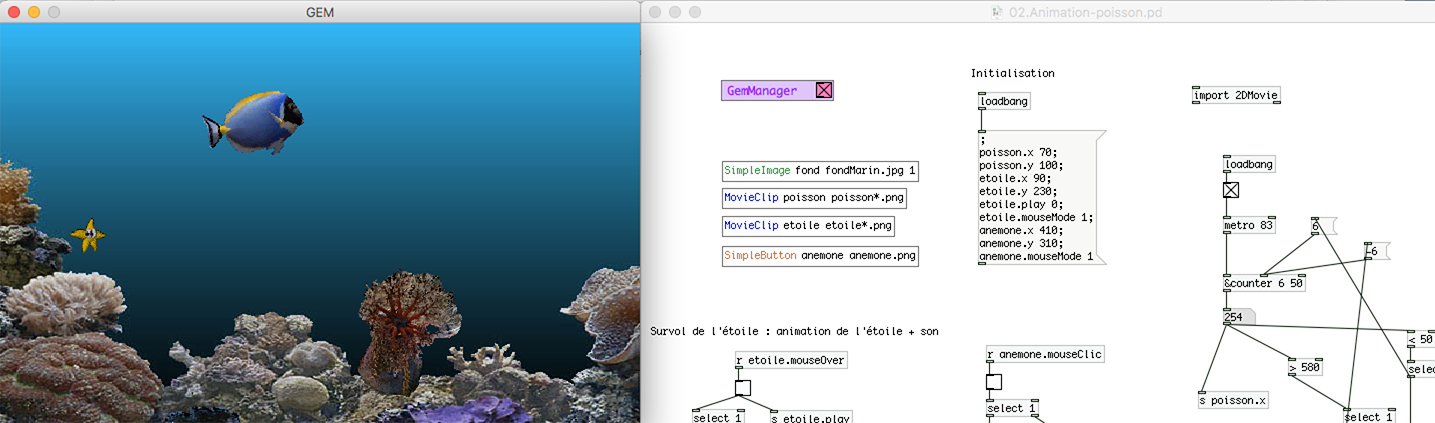 GEM
02.Animation-poisson.pd
GemManager
SimpleImage fond fondMarin.jpg 1
MovieClip poisson poisson*.png
MovieClip etoile etoile*.png
SimpleButton anemone anemone.png
Initialisation
loadbang
;
poisson.x 70;
poisson.y 100;
etoile.x 90;
etoile.y 230;
etoile.play 0;
etoile.mouseMode 1;
anemone.x 410;
anemone.y 310;
anemone.mouseMode 1
import 2DMovie
loadbang
metro 83
6
-6
&counter 6 50
254
< 50
> 580
s poisson.x
select 1
Survol de l'étoile : animation de l'étoile + son
r etoile.mouseOver
select 1
s etoile.play
r anemone.mouseClic
select 1